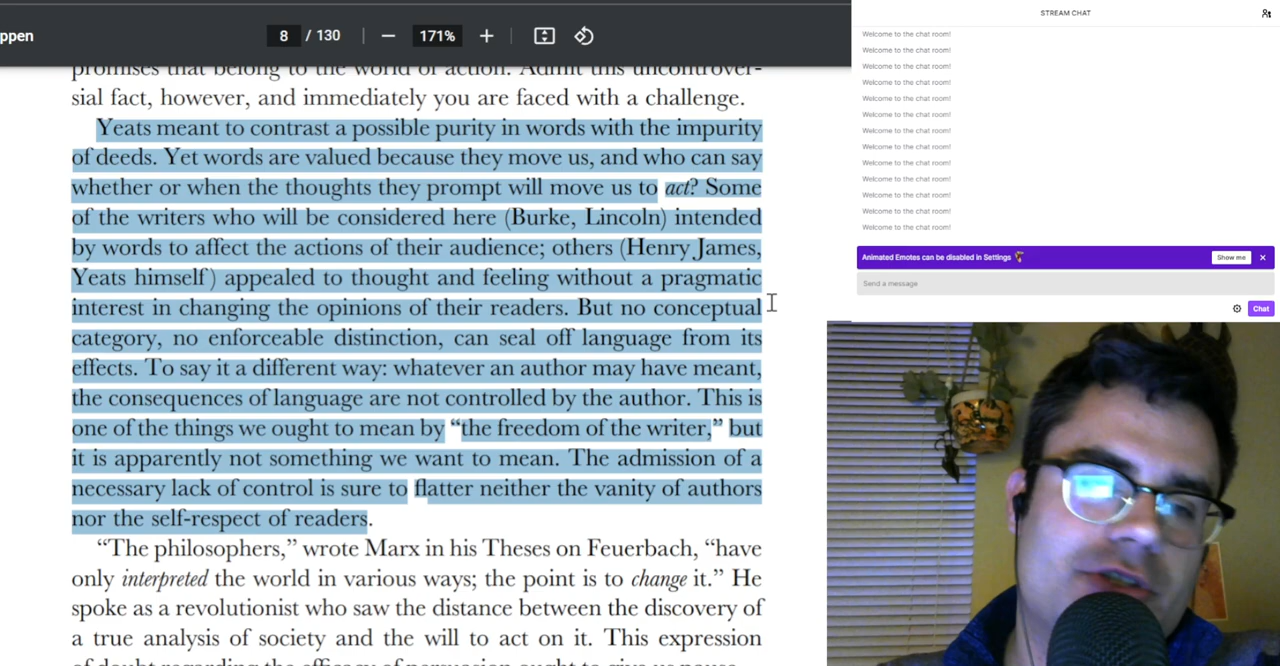 ppen
8 / 130
171%
promises that belong to the world of action. Admit this uncontrover-
sial fact, however, and immediately you are faced with a challenge.
Yeats meant to contrast a possible purity in words with the impurity
of deeds. Yet words are valued because they move us, and who can say
whether or when the thoughts they prompt will move us to act? Some
of the writers who will be considered here (Burke, Lincoln) intended
by words to affect the actions of their audience; others (Henry James,
Yeats himself) appealed to thought and feeling without a pragmatic
interest in changing the opinions of their readers. But no conceptual
category, no enforceable distinction, can seal off language from its
effects. To say it a different way: whatever an author may have meant,
the consequences of language are not controlled by the author. This is
one of the things we ought to mean by “the freedom of the writer,” but
it is apparently not something we want to mean. The admission of a
necessary lack of control is sure to flatter neither the vanity of authors
nor the self-respect of readers.
“The philosophers,” wrote Marx in his Theses on Feuerbach, “have
only interpreted the world in various ways; the point is to change it.” He
spoke as a revolutionist who saw the distance between the discovery of
a true analysis of society and the will to act on it. This expression
of doubt regarding the efficacy of persuasion ought to give us pause
STREAM CHAT
Welcome to the chat room!
Welcome to the chat room!
Welcome to the chat room!
Welcome to the chat room!
Welcome to the chat room!
Welcome to the chat room!
Welcome to the chat room!
Welcome to the chat room!
Welcome to the chat room!
Welcome to the chat room!
Welcome to the chat room!
Welcome to the chat room!
Welcome to the chat room!
Animated Emotes can be disabled in Settings
Show me
Send a message
Chat